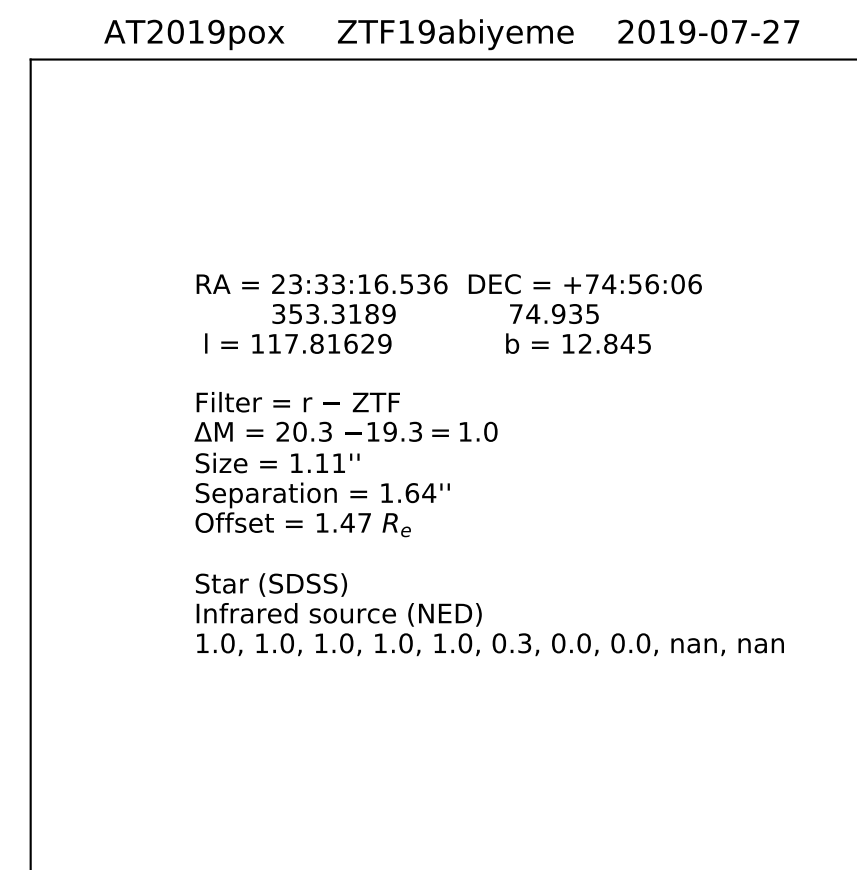 AT2019pox ZTF19abiyeme 2019-07-27
RA = 23:33:16.536 DEC = +74:56:06
353.3189 74.935
l = 117.81629 b = 12.845
Filter = r − ZTF
ΔM = 20.3 −19.3 = 1.0
Size = 1.11''
Separation = 1.64''
Offset = 1.47 Rₑ
Star (SDSS)
Infrared source (NED)
1.0, 1.0, 1.0, 1.0, 1.0, 0.3, 0.0, 0.0, nan, nan